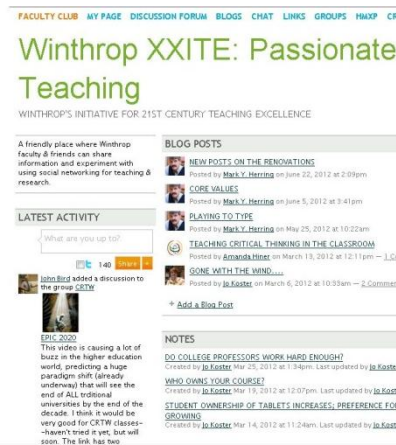 FACULTY CLUB MY PAGE DISCUSSION FORUM BLOGS CHAT LINKS GROUPS HMXP
Winthrop XXITE: Passionate
Teaching
WINTHROP'S INITIATIVE FOR 21ST CENTURY TEACHING EXCELLENCE
A friendly place where Winthrop
faculty & friends can share
information and experiment with
using social networking for teaching &
research.
LATEST ACTIVITY
What are you up to?
140 Share
John Bird added a discussion to
the group CRTW
EPIC 2020
This video is causing a lot of
buzz in the higher education
world, predicting a huge
paradigm shift (already
underway) that will see the
end of ALL trditional
universities by the end of the
decade. I think it would be
very good for CRTW classes-
-haven't tried it yet, but will
soon. The link has two
BLOG POSTS
NEW POSTS ON THE RENOVATIONS
Posted by Mark Y. Herring on June 22, 2012 at 2:09pm
CORE VALUES
Posted by Mark Y. Herring on June 5, 2012 at 3:41pm
PLAYING TO TYPE
Posted by Mark Y. Herring on May 25, 2012 at 10:22am
TEACHING CRITICAL THINKING IN THE CLASSROOM
Posted by Amanda Hiner on March 13, 2012 at 12:11pm — 1
GONE WITH THE WIND....
Posted by Jo Koster on March 6, 2012 at 10:35am — 2 Comment
+ Add a Blog Post
NOTES
DO COLLEGE PROFESSORS WORK HARD ENOUGH?
Created by Jo Koster Mar 25, 2012 at 1:34pm. Last updated by Jo Koste
WHO OWNS YOUR COURSE?
Created by Jo Koster Mar 19, 2012 at 12:07pm. Last updated by Jo Kost
STUDENT OWNERSHIP OF TABLETS INCREASES; PREFERENCE FO
GROWING
Created by Jo Koster Mar 14, 2012 at 11:24am. Last updated by Jo Kost